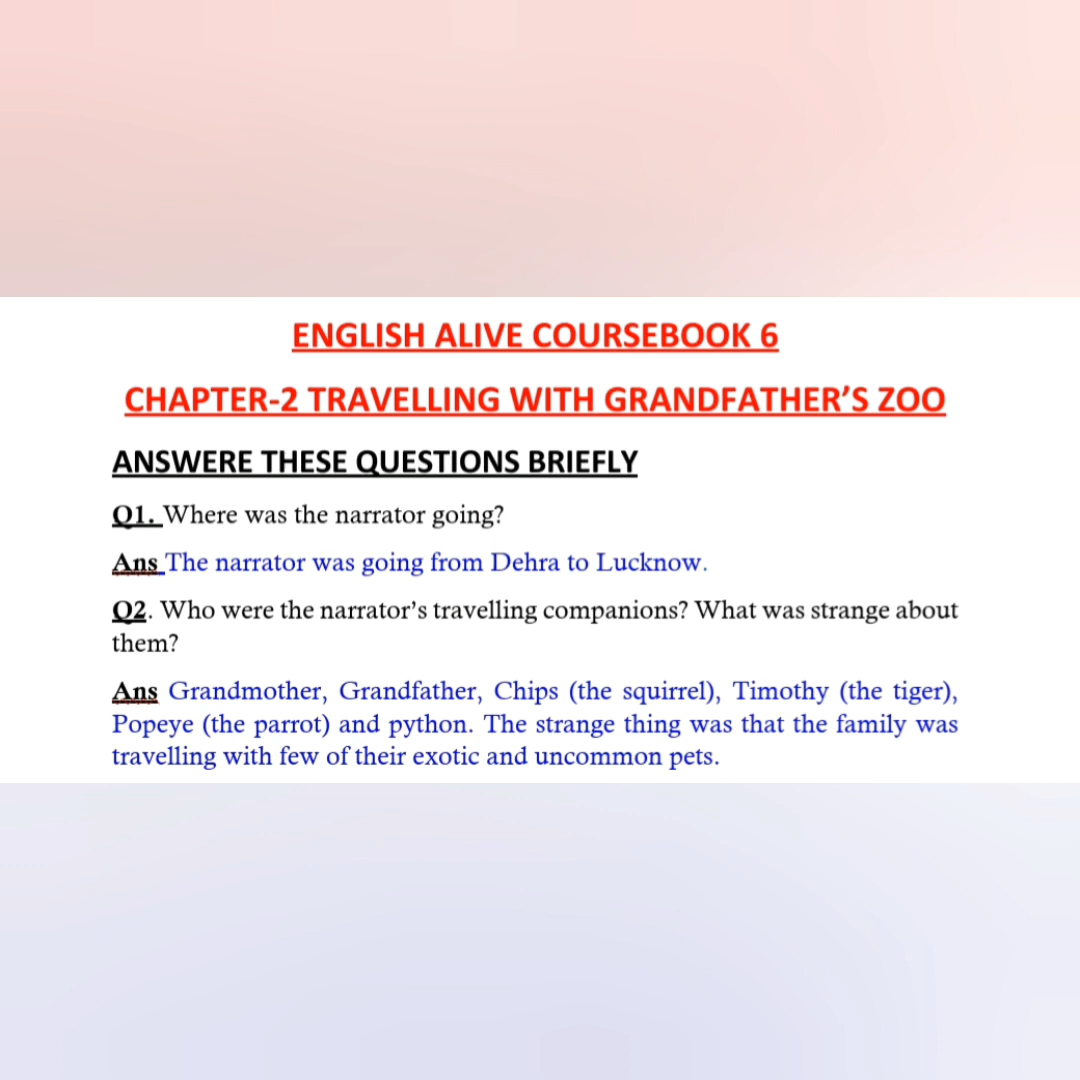 ENGLISH ALIVE COURSEBOOK 6
CHAPTER-2 TRAVELLING WITH GRANDFATHER’S ZOO
ANSWERE THESE QUESTIONS BRIEFLY
Q1. Where was the narrator going?
Ans The narrator was going from Dehra to Lucknow.
Q2. Who were the narrator’s travelling companions? What was strange about
them?
Ans Grandmother, Grandfather, Chips (the squirrel), Timothy (the tiger),
Popeye (the parrot) and python. The strange thing was that the family was
travelling with few of their exotic and uncommon pets.